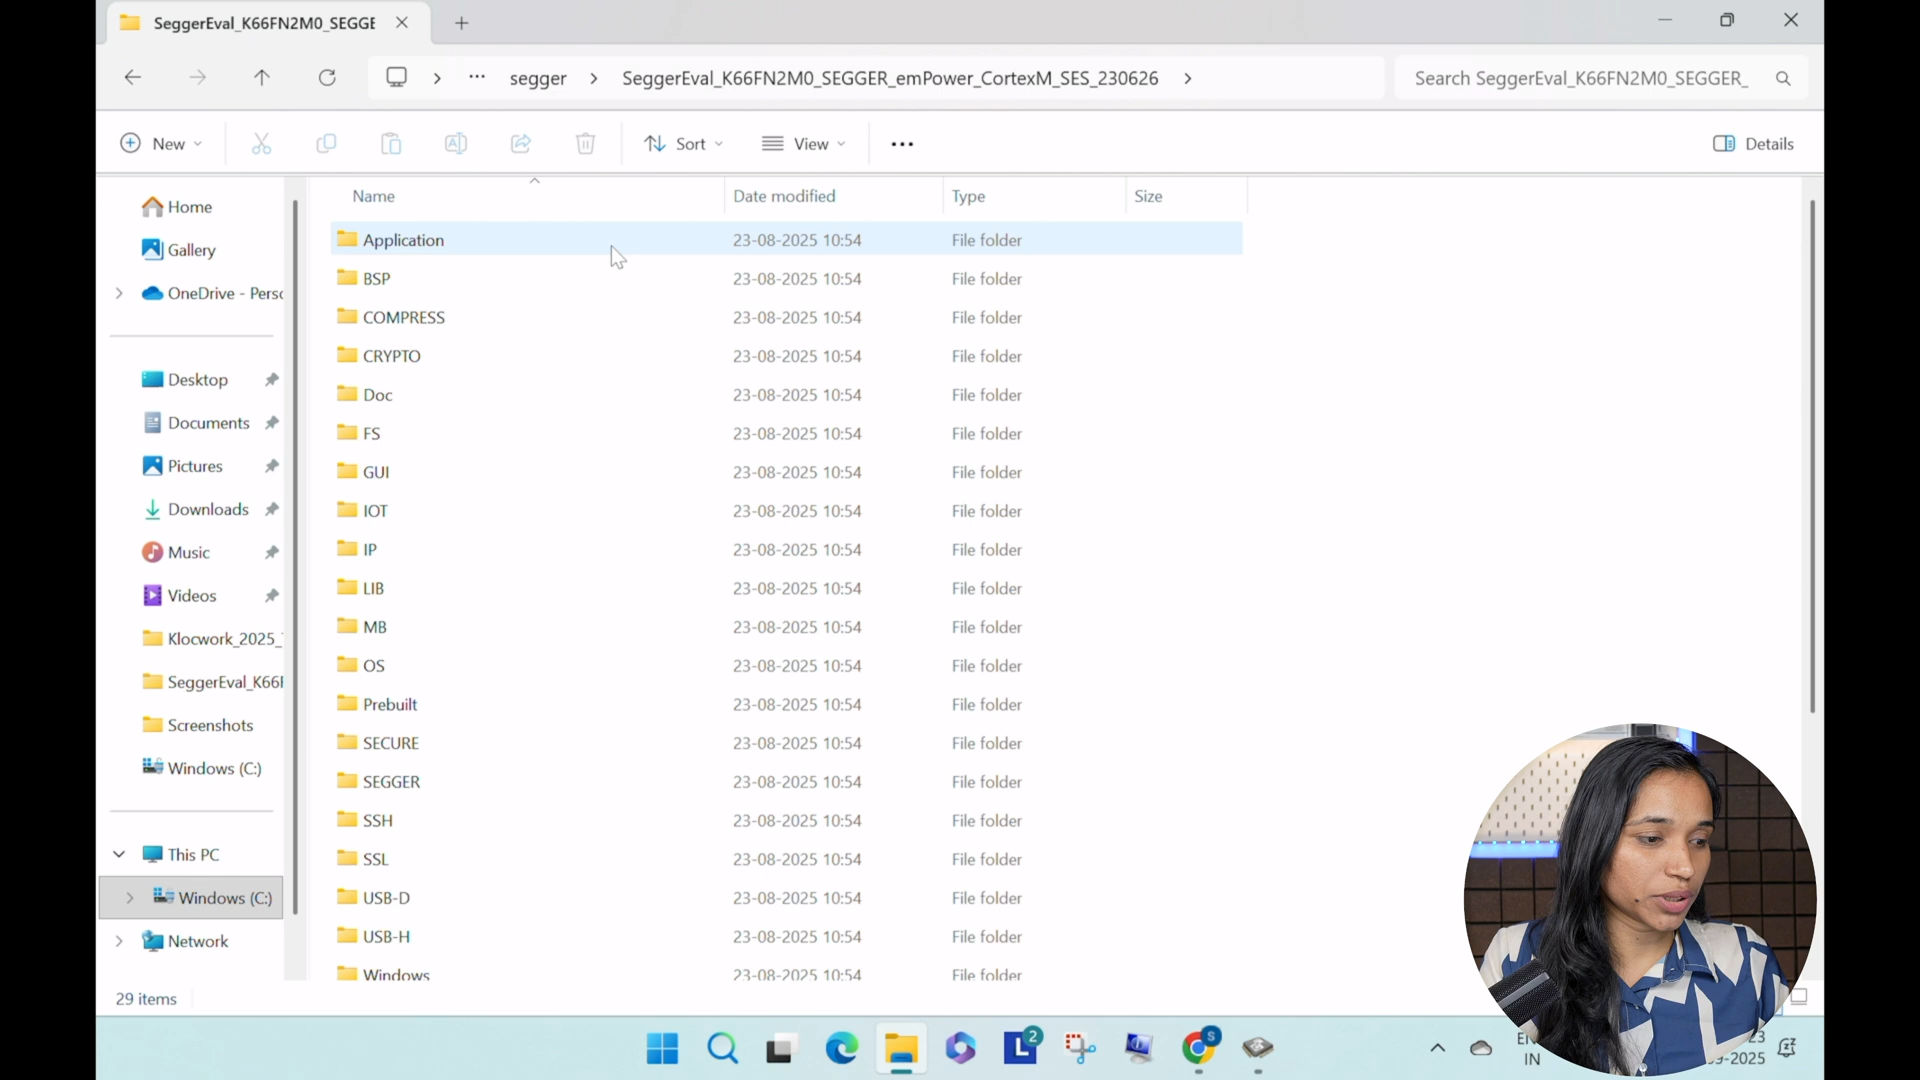 SeggerEval_K66FN2M0_SEGGE
segger
SeggerEval_K66FN2M0_SEGGER_emPower_CortexM_SES_230626
Search SeggerEval_K66FN2M0_SEGGER_
New
Sort
View
Details
Name Date modified Type Size
Home
Gallery
OneDrive - Perso
Desktop
Documents
Pictures
Downloads
Music
Videos
Klocwork_2025_
SeggerEval_K66F
Screenshots
Windows (C:)
This PC
Windows (C:)
Network
Application 23-08-2025 10:54 File folder
BSP 23-08-2025 10:54 File folder
COMPRESS 23-08-2025 10:54 File folder
CRYPTO 23-08-2025 10:54 File folder
Doc 23-08-2025 10:54 File folder
FS 23-08-2025 10:54 File folder
GUI 23-08-2025 10:54 File folder
IOT 23-08-2025 10:54 File folder
IP 23-08-2025 10:54 File folder
LIB 23-08-2025 10:54 File folder
MB 23-08-2025 10:54 File folder
OS 23-08-2025 10:54 File folder
Prebuilt 23-08-2025 10:54 File folder
SECURE 23-08-2025 10:54 File folder
SEGGER 23-08-2025 10:54 File folder
SSH 23-08-2025 10:54 File folder
SSL 23-08-2025 10:54 File folder
USB-D 23-08-2025 10:54 File folder
USB-H 23-08-2025 10:54 File folder
Windows 23-08-2025 10:54 File folder
29 items
L 2
S
IN
-2025